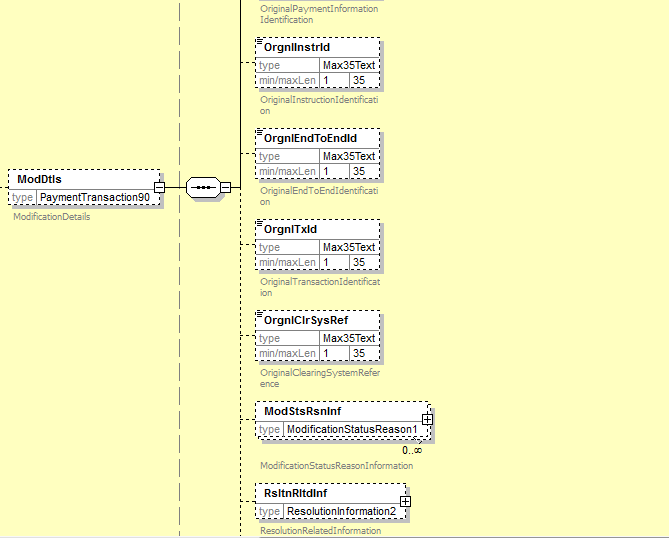 OriginalPaymentInformation
Identification
OrgnlInstrId
type Max35Text
min/maxLen 1 35
OriginalInstructionIdentificati
on
OrgnlEndToEndId
type Max35Text
min/maxLen 1 35
OriginalEndToEndIdentificati
on
ModDtls
type PaymentTransaction90
ModificationDetails
OrgnlTxId
type Max35Text
min/maxLen 1 35
OriginalTransactionIdentificat
ion
OrgnlClrSysRef
type Max35Text
min/maxLen 1 35
OriginalClearingSystemRefer
ence
ModStsRsnInf
type ModificationStatusReason1
0..∞
ModificationStatusReasonInformation
RsltnRltdInf
type ResolutionInformation2
ResolutionRelatedInformation